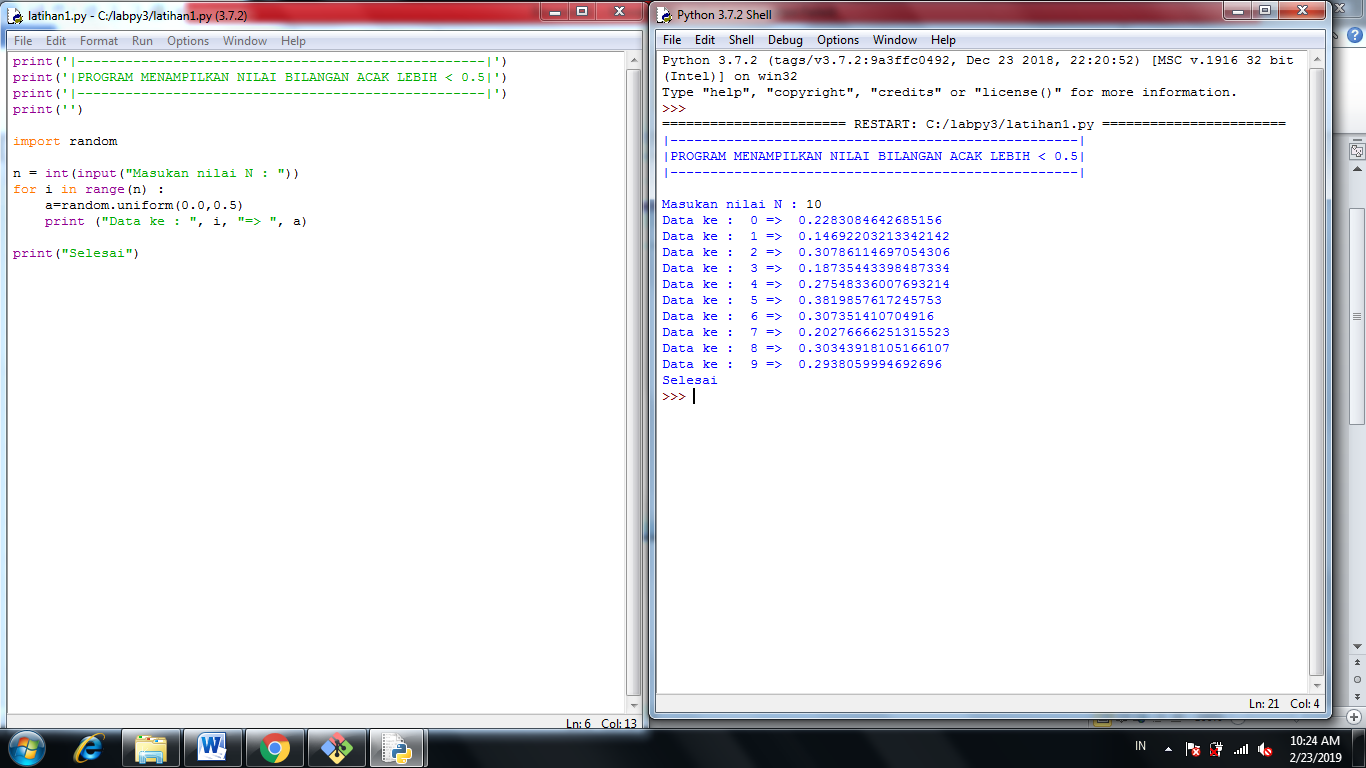 latihan1.py - C:/labpy3/latihan1.py (3.7.2)
File Edit Format Run Options Window Help
print('|---------------------------------------------------|')
print('|PROGRAM MENAMPILKAN NILAI BILANGAN ACAK LEBIH < 0.5|')
print('|---------------------------------------------------|')
print('')
import random
n = int(input("Masukan nilai N : "))
for i in range(n) :
    a=random.uniform(0.0,0.5)
    print ("Data ke : ", i, "=> ", a)
print("Selesai")
Ln: 6 Col: 13
Python 3.7.2 Shell
File Edit Shell Debug Options Window Help
Python 3.7.2 (tags/v3.7.2:9a3ffc0492, Dec 23 2018, 22:20:52) [MSC v.1916 32 bit
(Intel)] on win32
Type "help", "copyright", "credits" or "license()" for more information.
>>>
======================= RESTART: C:/labpy3/latihan1.py =======================
|---------------------------------------------------|
|PROGRAM MENAMPILKAN NILAI BILANGAN ACAK LEBIH < 0.5|
|---------------------------------------------------|
Masukan nilai N : 10
Data ke :  0 =>  0.2283084642685156
Data ke :  1 =>  0.14692203213342142
Data ke :  2 =>  0.30786114697054306
Data ke :  3 =>  0.18735443398487334
Data ke :  4 =>  0.27548336007693214
Data ke :  5 =>  0.3819857617245753
Data ke :  6 =>  0.307351410704916
Data ke :  7 =>  0.20276666251315523
Data ke :  8 =>  0.30343918105166107
Data ke :  9 =>  0.2938059994692696
Selesai
>>>
Ln: 21 Col: 4
IN
10:24 AM
2/23/2019